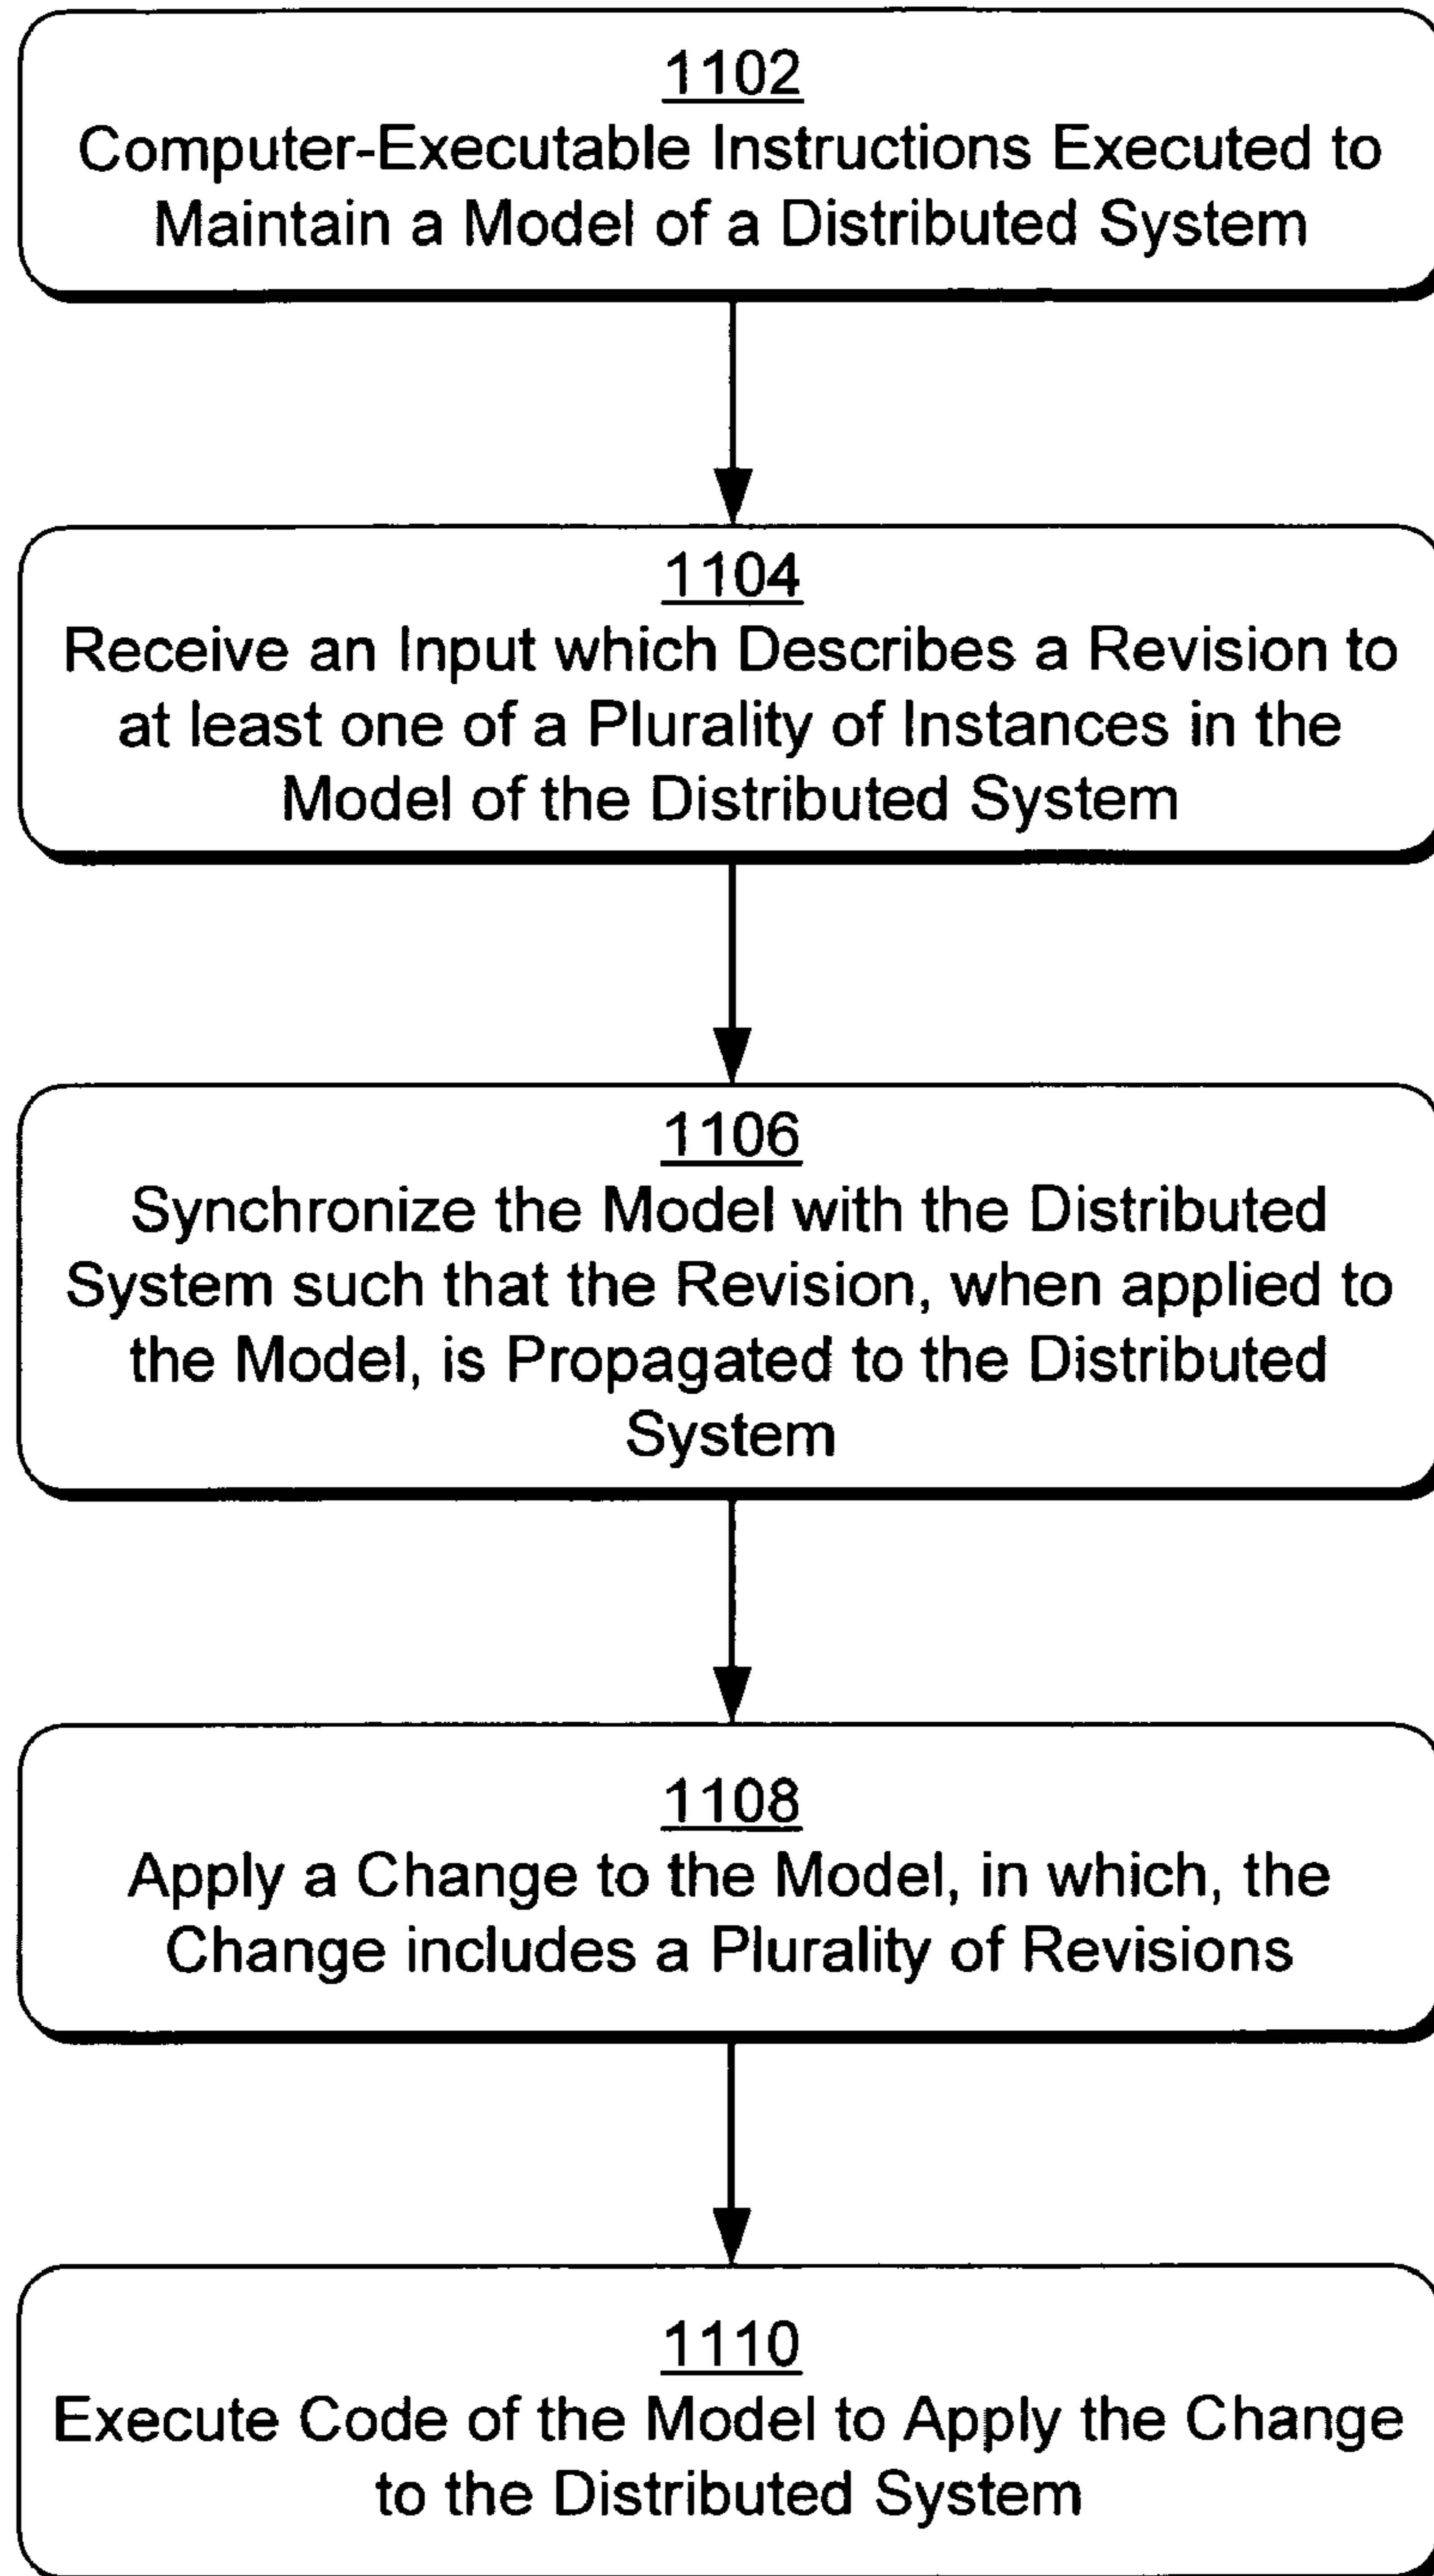 1102
Computer-Executable Instructions Executed to
Maintain a Model of a Distributed System
1104
Receive an Input which Describes a Revision to
at least one of a Plurality of Instances in the
Model of the Distributed System
1106
Synchronize the Model with the Distributed
System such that the Revision, when applied to
the Model, is Propagated to the Distributed
System
1108
Apply a Change to the Model, in which, the
Change includes a Plurality of Revisions
1110
Execute Code of the Model to Apply the Change
to the Distributed System